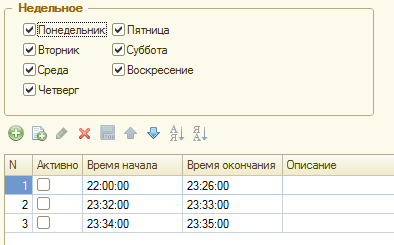 Недельное
Понедельник Пятница
Вторник Суббота
Среда Воскресение
Четверг
N Активно Время начала Время окончания Описание
1 22:00:00 23:26:00
2 23:32:00 23:33:00
3 23:34:00 23:35:00